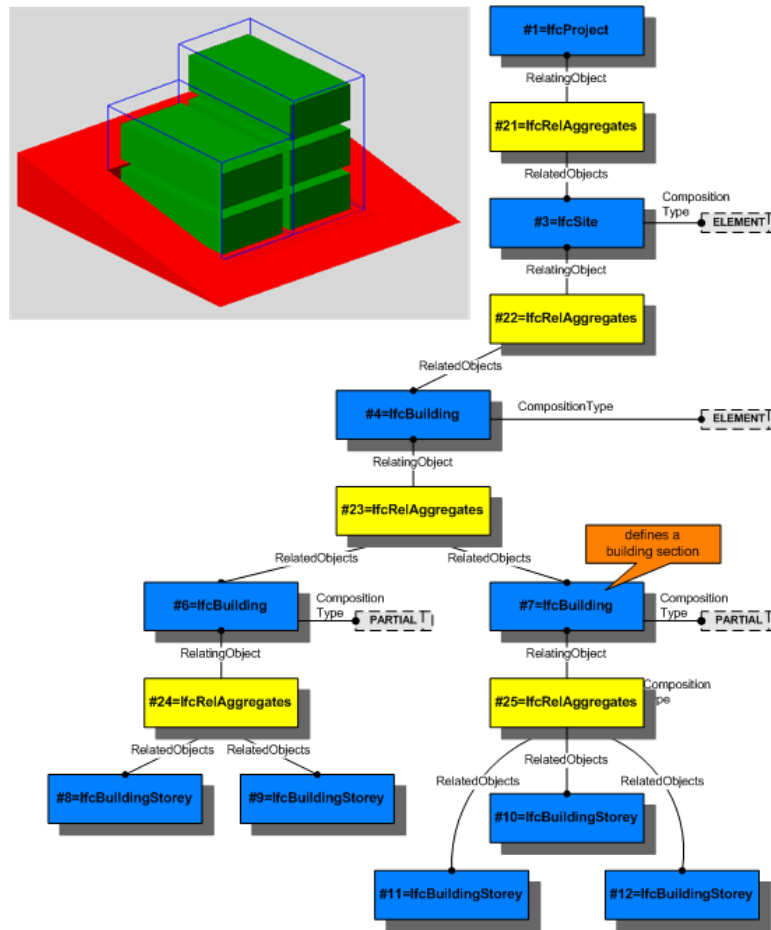 #1=IfcProject
RelatingObject
#21=IfcRelAggregates
RelatedObjects
Composition
Type
#3=IfcSite
ELEMENT
RelatingObject
#22=IfcRelAggregates
RelatedObjects
#4=IfcBuilding
CompositionType
ELEMENT
RelatingObject
#23=IfcRelAggregates
defines a
building section
RelatedObjects
RelatedObjects
#6=IfcBuilding
Composition
Type
PARTIAL
#7=IfcBuilding
Composition
Type
PARTIAL
RelatingObject
RelatingObject
#24=IfcRelAggregates
#25=IfcRelAggregates
Composition
Type
RelatedObjects
RelatedObjects
RelatedObjects
RelatedObjects
RelatedObjects
#8=IfcBuildingStorey
#9=IfcBuildingStorey
#10=IfcBuildingStorey
#11=IfcBuildingStorey
#12=IfcBuildingStorey